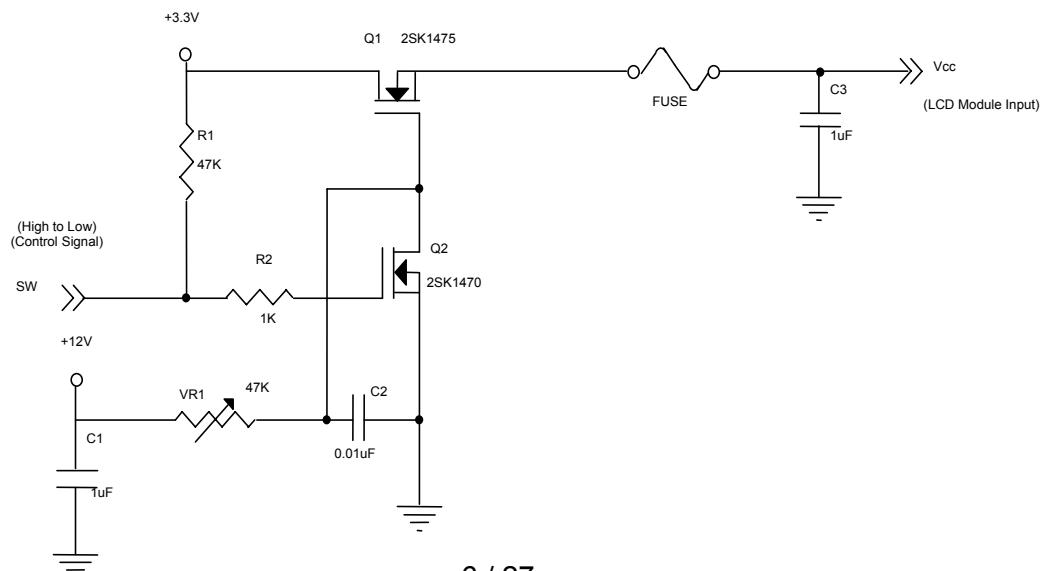 +3.3V
Q1 2SK1475
Vcc
FUSE
C3
(LCD Module Input)
R1
1uF
47K
(High to Low)
(Control Signal)
Q2
R2
SW
2SK1470
1K
+12V
VR1
47K
C2
C1
0.01uF
1uF